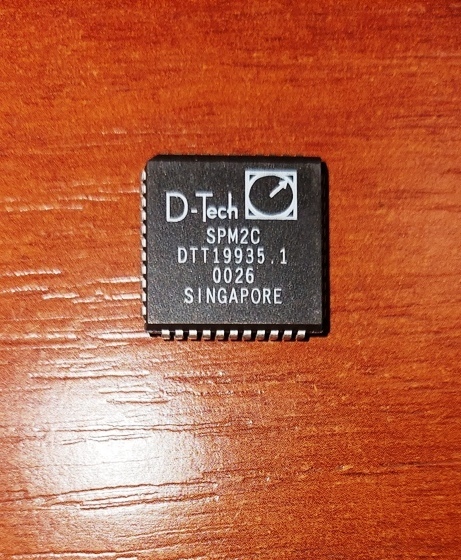 D-Tech
SPM2C
DTT19935.1
0026
SINGAPORE